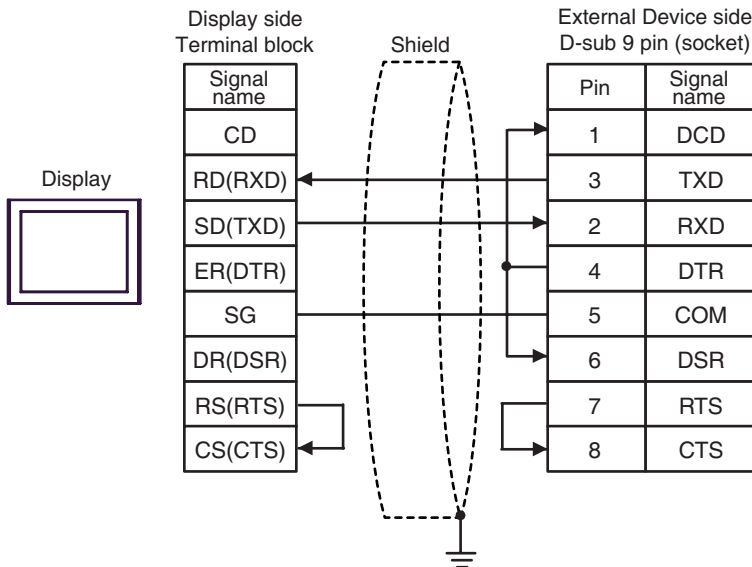 Display side
Terminal block
Shield
External Device side
D-sub 9 pin (socket)
Display
Signal
name
CD
RD(RXD)
SD(TXD)
ER(DTR)
SG
DR(DSR)
RS(RTS)
CS(CTS)
Pin
Signal
name
1
DCD
3
TXD
2
RXD
4
DTR
5
COM
6
DSR
7
RTS
8
CTS